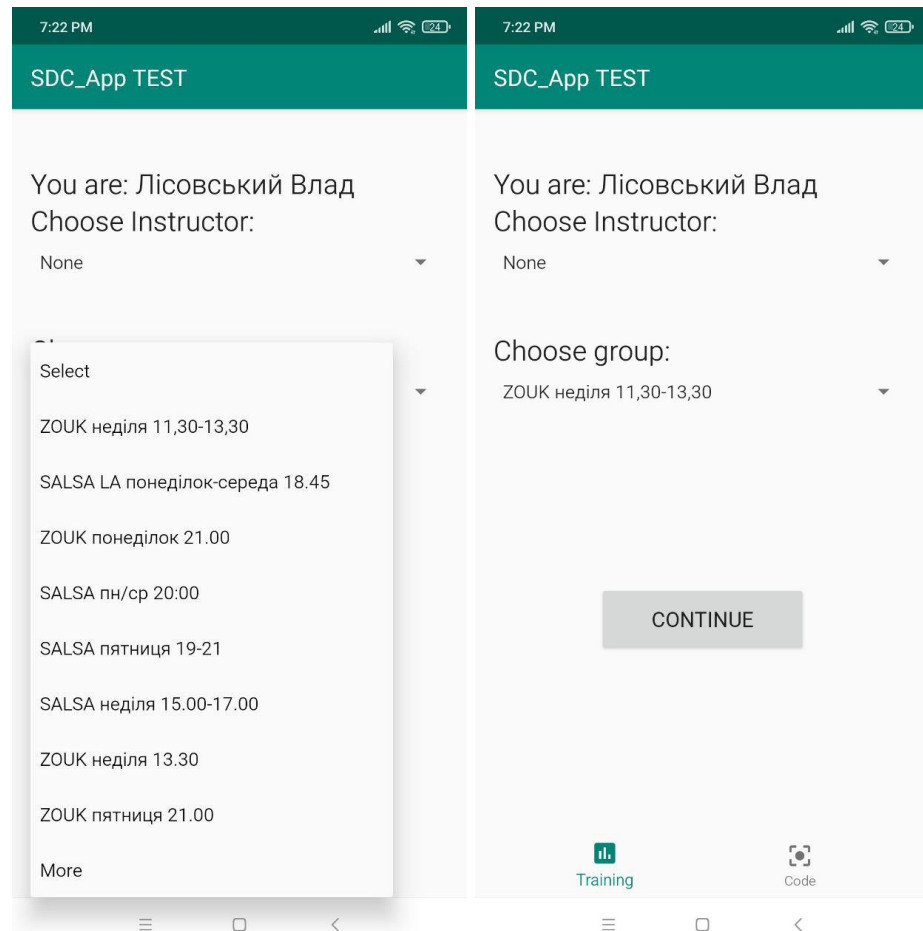 7:22 PM
24
SDC_App TEST
You are: Лісовський Влад
Choose Instructor:
None
Select
ZOUK неділя 11,30-13,30
SALSA LA понеділок-середа 18.45
ZOUK понеділок 21.00
SALSA пн/ср 20:00
SALSA пятниця 19-21
SALSA неділя 15.00-17.00
ZOUK неділя 13.30
ZOUK пятниця 21.00
More
7:22 PM
24
SDC_App TEST
You are: Лісовський Влад
Choose Instructor:
None
Choose group:
ZOUK неділя 11,30-13,30
CONTINUE
Training
Code